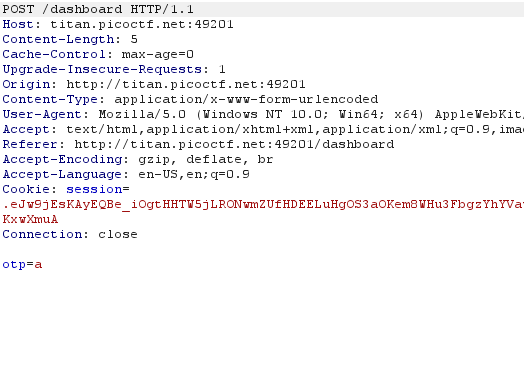 POST /dashboard HTTP/1.1
Host: titan.picoctf.net:49201
Content-Length: 5
Cache-Control: max-age=0
Upgrade-Insecure-Requests: 1
Origin: http://titan.picoctf.net:49201
Content-Type: application/x-www-form-urlencoded
User-Agent: Mozilla/5.0 (Windows NT 10.0; Win64; x64) AppleWebKit/
Accept: text/html,application/xhtml+xml,application/xml;q=0.9,imag
Referer: http://titan.picoctf.net:49201/dashboard
Accept-Encoding: gzip, deflate, br
Accept-Language: en-US,en;q=0.9
Cookie: session=
.eJw9jEsKAyEQBe_iOgtHHTW5jLRONwmZUfHDEELuHgOS3aOKem8WHu3FbgzYhYVat
KxwXmuA
Connection: close
otp=a